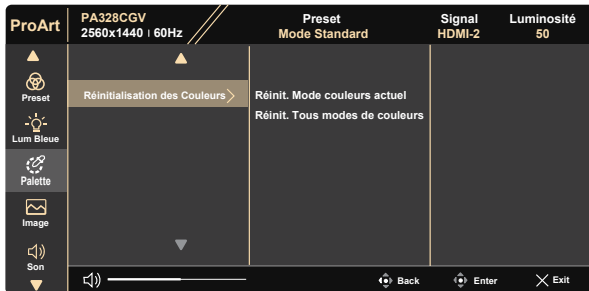 ProArt
PA328CGV
2560x1440 | 60Hz
Preset
Mode Standard
Signal
HDMI-2
Luminosité
50
Preset
Lum Bleue
Palette
Image
Son
Réinitialisation des Couleurs
Réinit. Mode couleurs actuel
Réinit. Tous modes de couleurs
Back
Enter
Exit